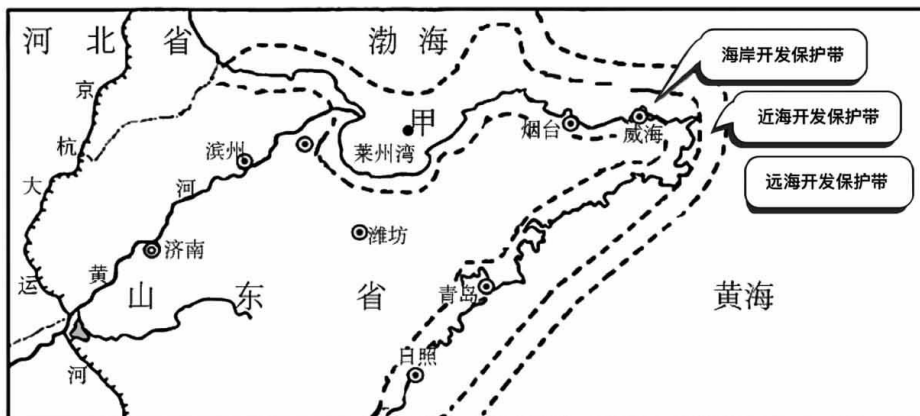 河北省
渤海
海岸开发保护带
京
杭
大
运
河
甲
烟台
威海
近海开发保护带
滨州
莱州湾
河
远海开发保护带
潍坊
济南
黄
山东省
青岛
黄海
日照